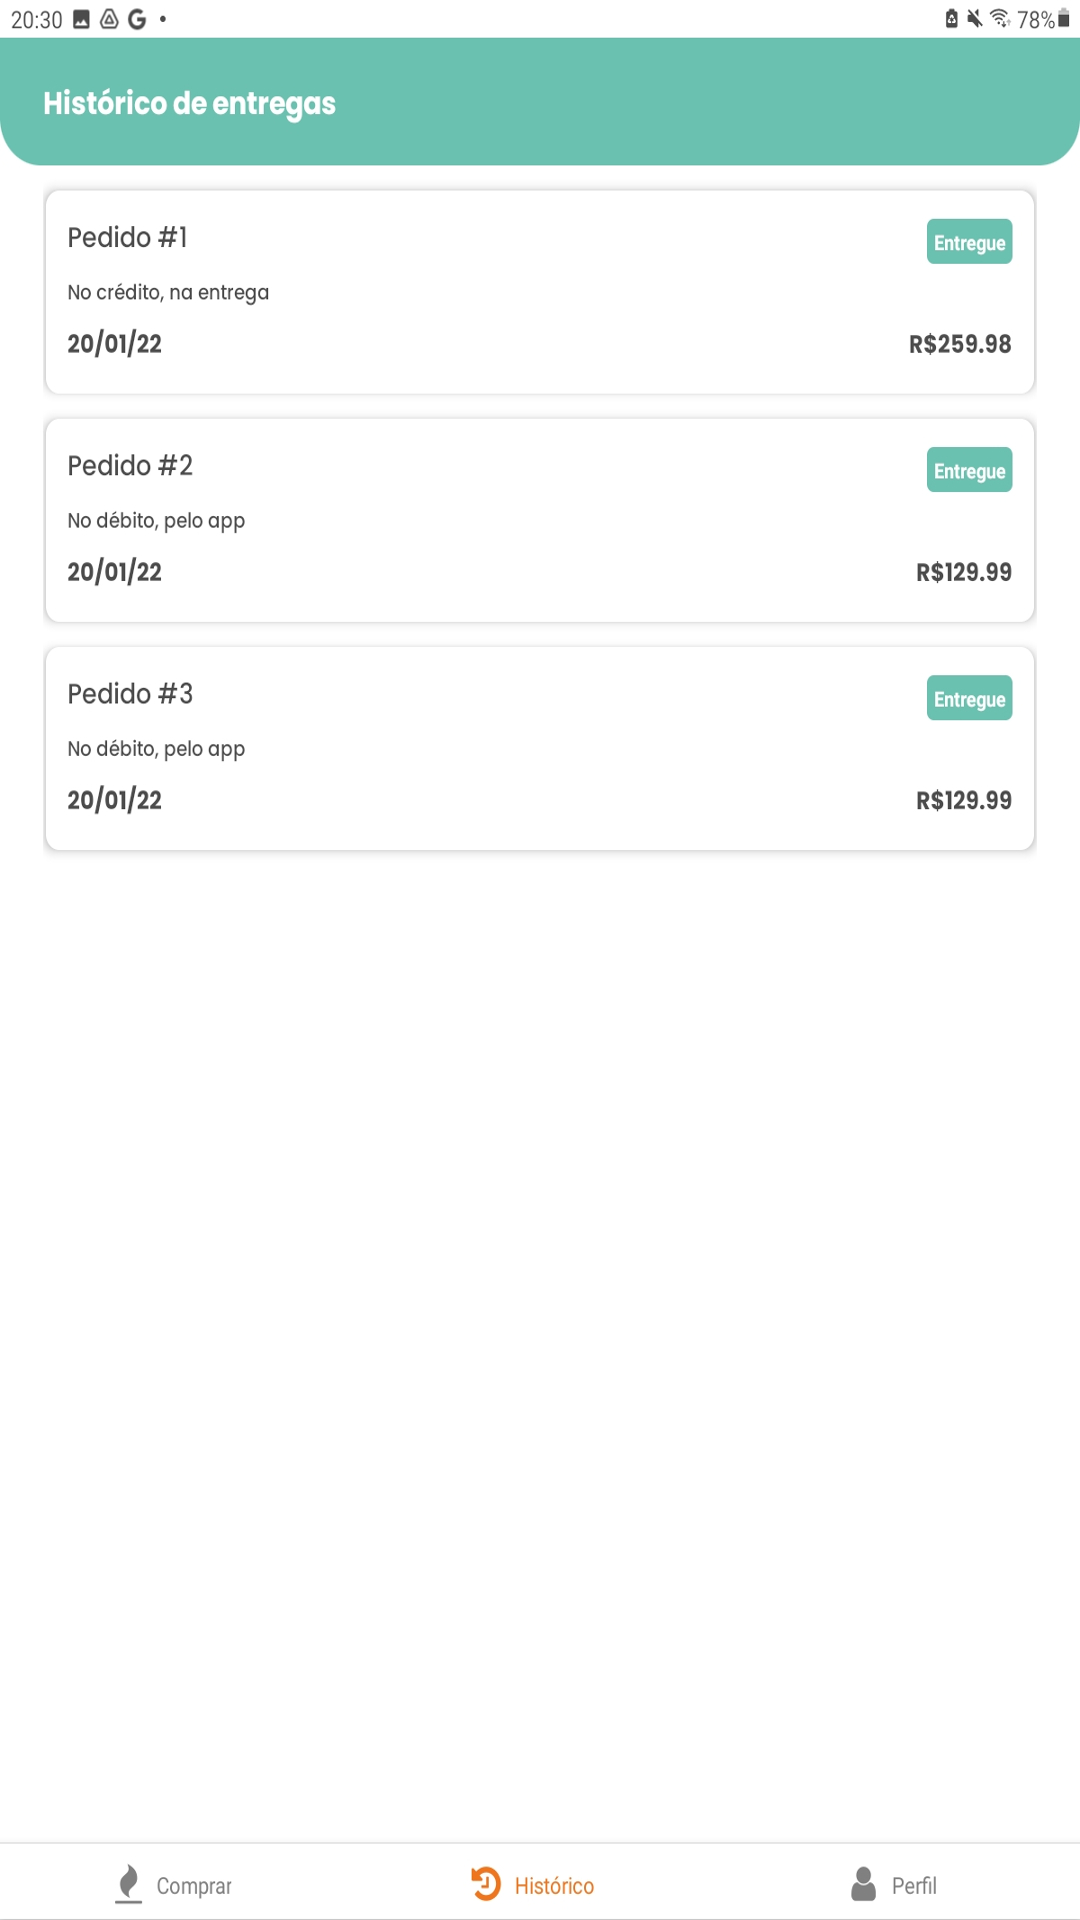 20:30
78%
Histórico de entregas
Pedido #1
Entregue
No crédito, na entrega
20/01/22
R$259.98
Pedido #2
Entregue
No débito, pelo app
20/01/22
R$129.99
Pedido #3
Entregue
No débito, pelo app
20/01/22
R$129.99
Comprar
Histórico
Perfil